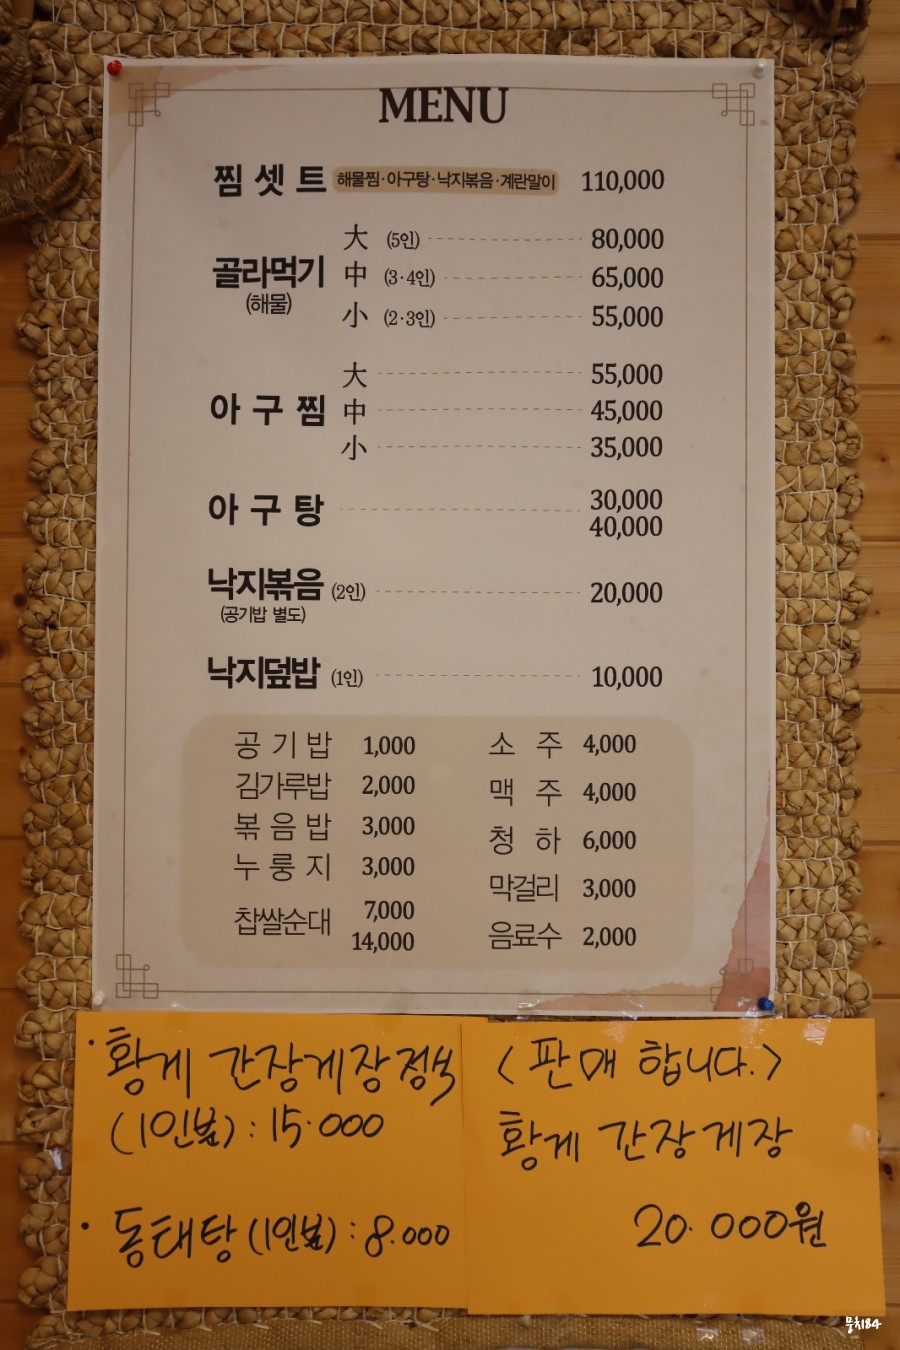 MENU
찜 셋 트 해물찜·아구탕·낙지볶음·계란말이 110,000
大 (5인) 80,000
골라먹기 中 (3·4인) 65,000
(해물)
小 (2·3인) 55,000
大 55,000
아 구 찜 中 45,000
小 35,000
아 구 탕 30,000
40,000
낙지볶음 (2인) 20,000
(공기밥 별도)
낙지덮밥 (1인) 10,000
공 기 밥 1,000
김가루밥 2,000
볶 음 밥 3,000
누 룽 지 3,000
찹쌀순대 7,000
14,000
소 주 4,000
맥 주 4,000
청 하 6,000
막걸리 3,000
음료수 2,000
· 황게 간장게장정식
(1인분) : 15.000
· 동태탕 (1인분) : 8.000
<판매 합니다.>
황게 간장게장
20.000원
뭉치84